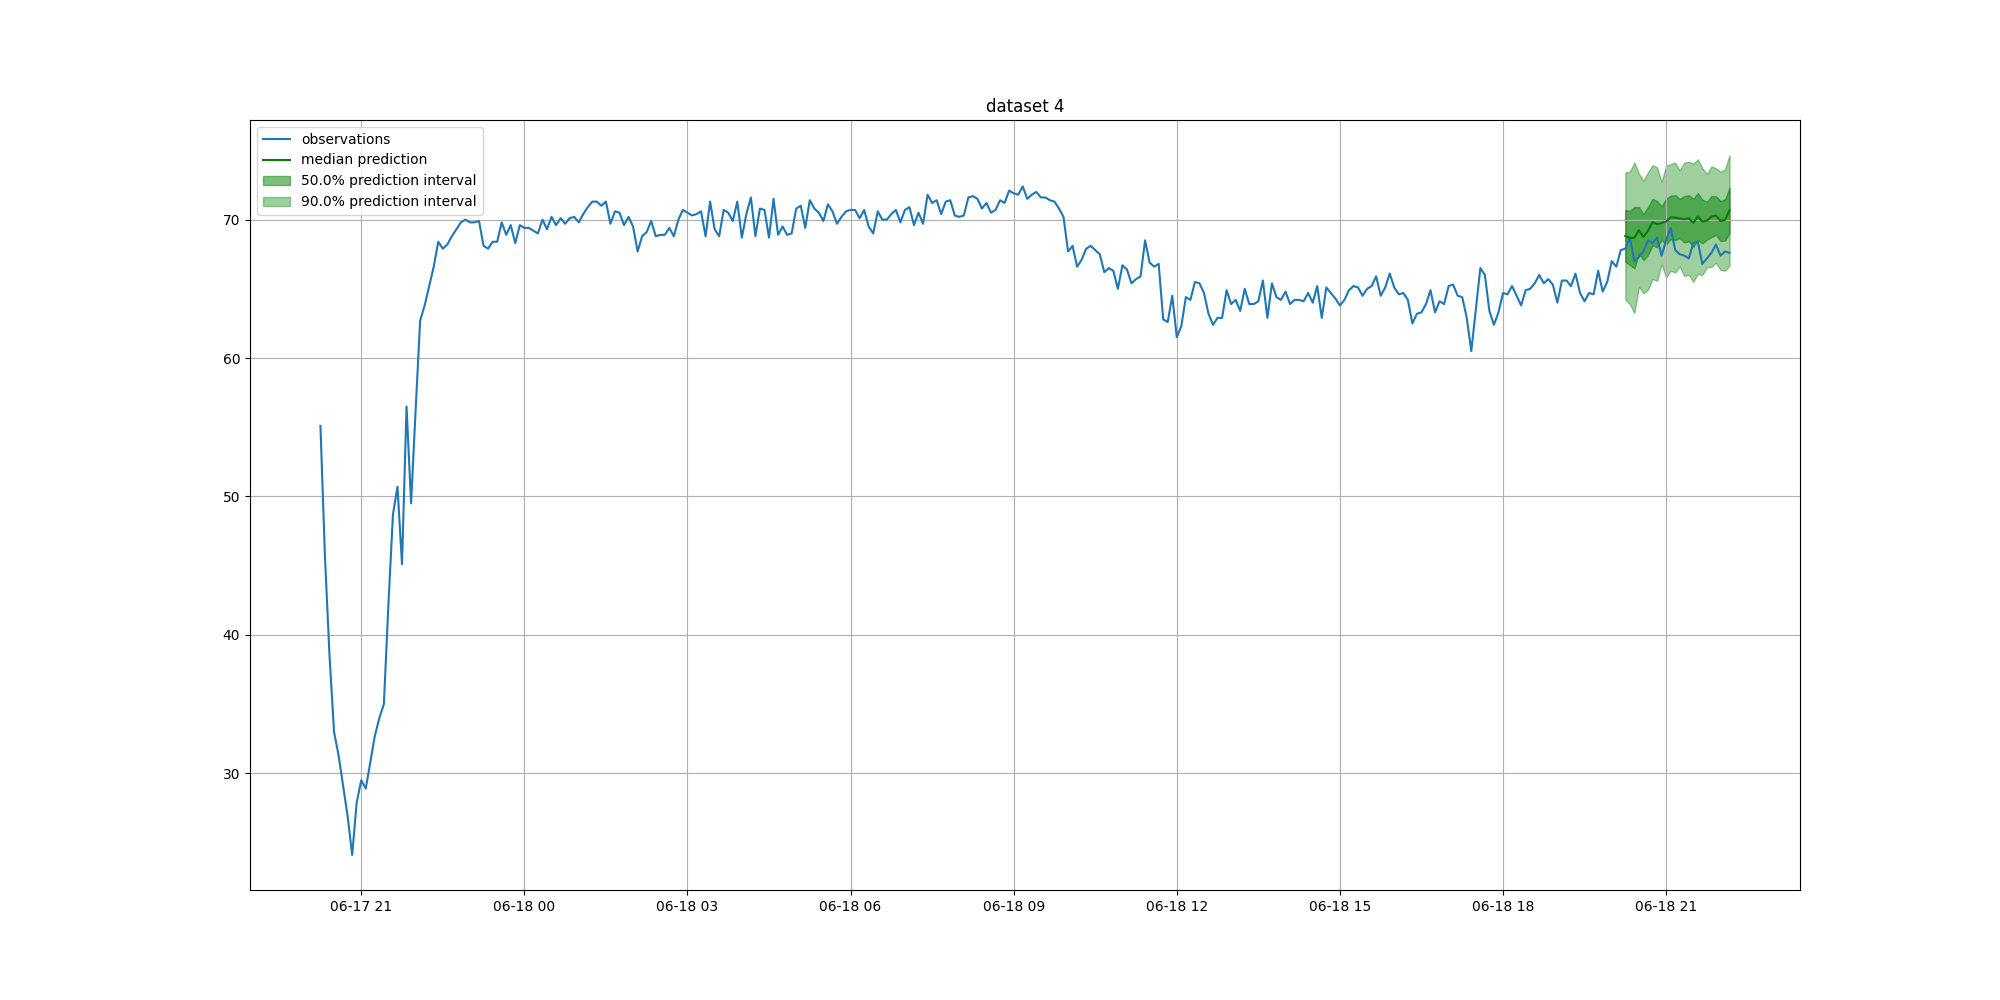 dataset 4
observations
median prediction
50.0% prediction interval
90.0% prediction interval
70
60
50
40
30
06-17 21
06-18 00
06-18 03
06-18 06
06-18 09
06-18 12
06-18 15
06-18 18
06-18 21